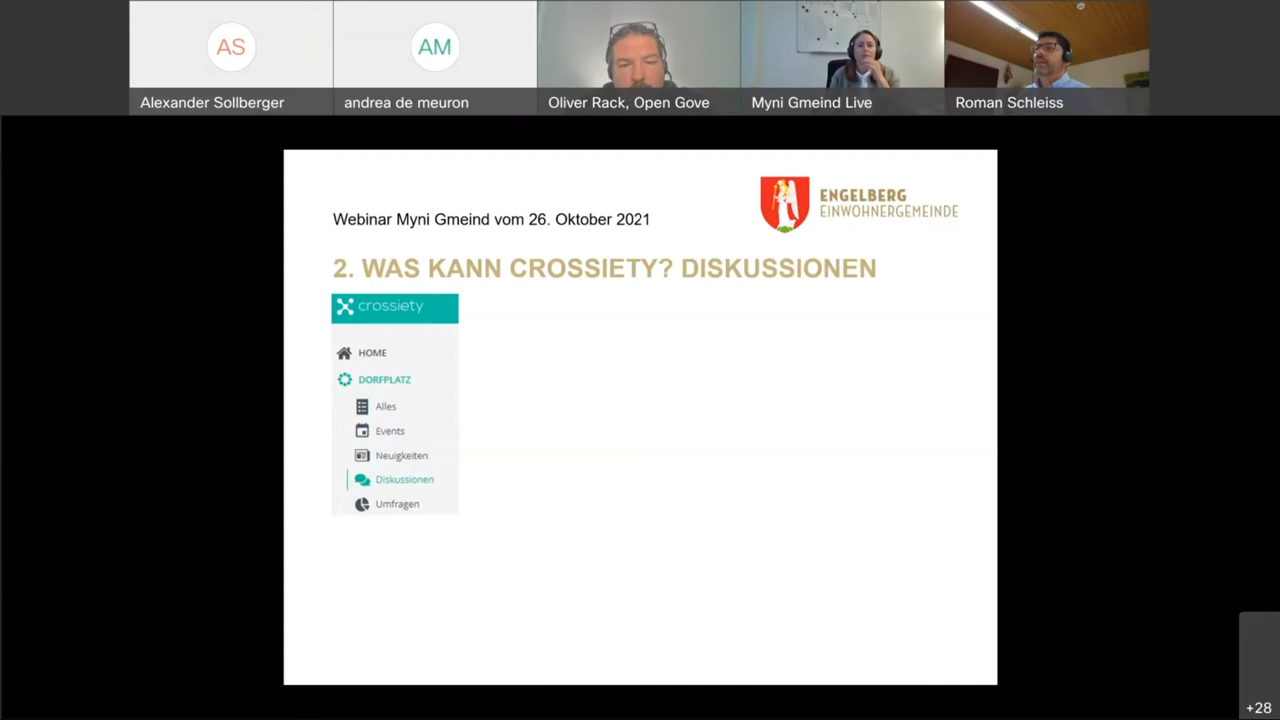 AS
AM
Alexander Sollberger
andrea de meuron
Oliver Rack, Open Gove
Myni Gmeind Live
Roman Schleiss
Webinar Myni Gmeind vom 26. Oktober 2021
ENGELBERG
EINWOHNERGEMEINDE
2. WAS KANN CROSSIETY? DISKUSSIONEN
crossiety
HOME
DORFPLATZ
Alles
Events
Neuigkeiten
Diskussionen
Umfragen
+28